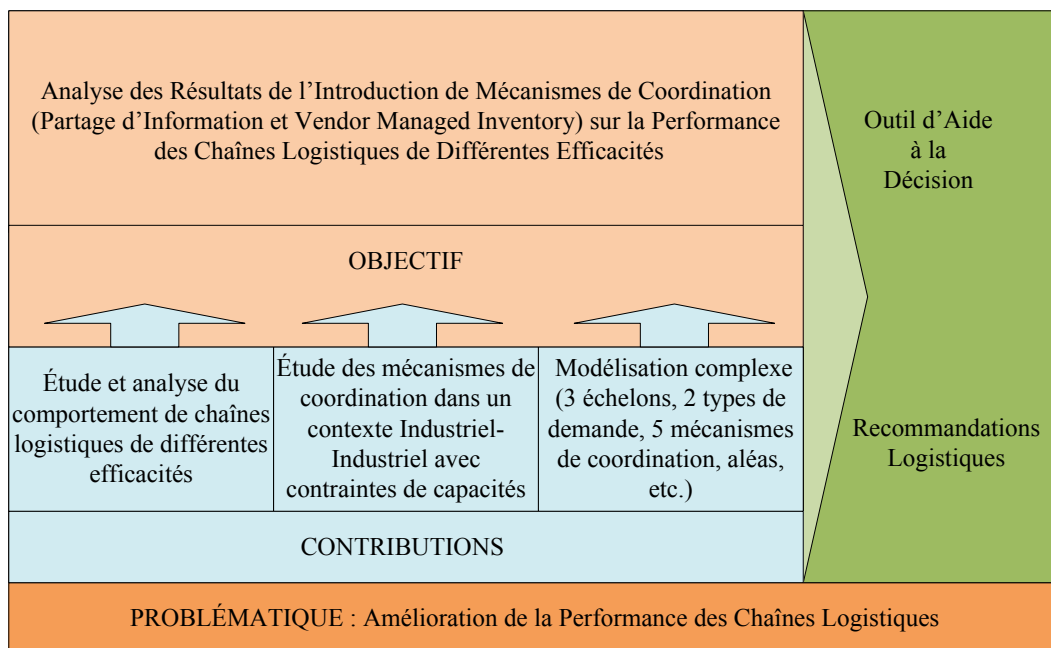 Analyse des Résultats de l’Introduction de Mécanismes de Coordination
(Partage d’Information et Vendor Managed Inventory) sur la Performance
des Chaînes Logistiques de Différentes Efficacités
OBJECTIF
Étude et analyse du
comportement de chaînes
logistiques de différentes
efficacités
Étude des mécanismes de
coordination dans un
contexte Industriel-
Industriel avec
contraintes de capacités
Modélisation complexe
(3 échelons, 2 types de
demande, 5 mécanismes
de coordination, aléas,
etc.)
CONTRIBUTIONS
Outil d’Aide
à la
Décision
Recommandations
Logistiques
PROBLÉMATIQUE : Amélioration de la Performance des Chaînes Logistiques